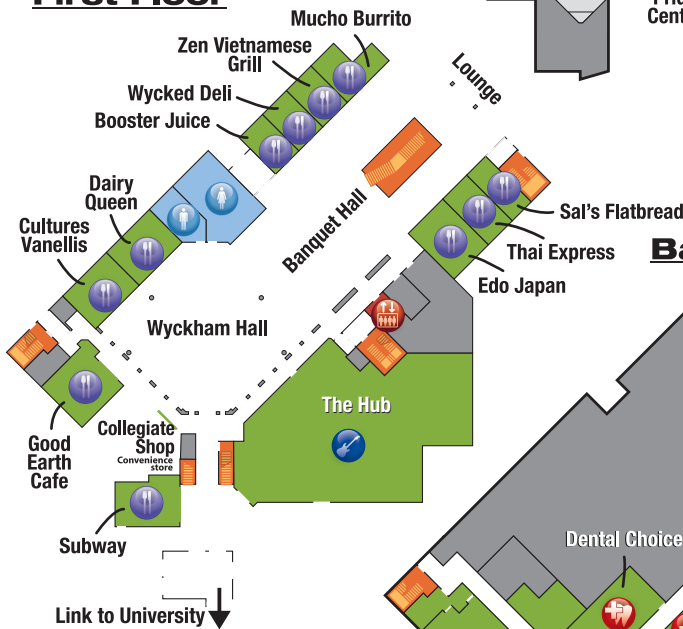 First Floor
Mucho Burrito
Zen Vietnamese
Grill
Wycked Deli
Booster Juice
Lounge
Cent
Dairy
Queen
Cultures
Vanellis
Banquet Hall
Sal's Flatbread
Thai Express
Edo Japan
Ba
Wyckham Hall
The Hub
Good
Earth
Cafe
Collegiate
Shop
Convenience
store
Subway
Dental Choice
Link to University